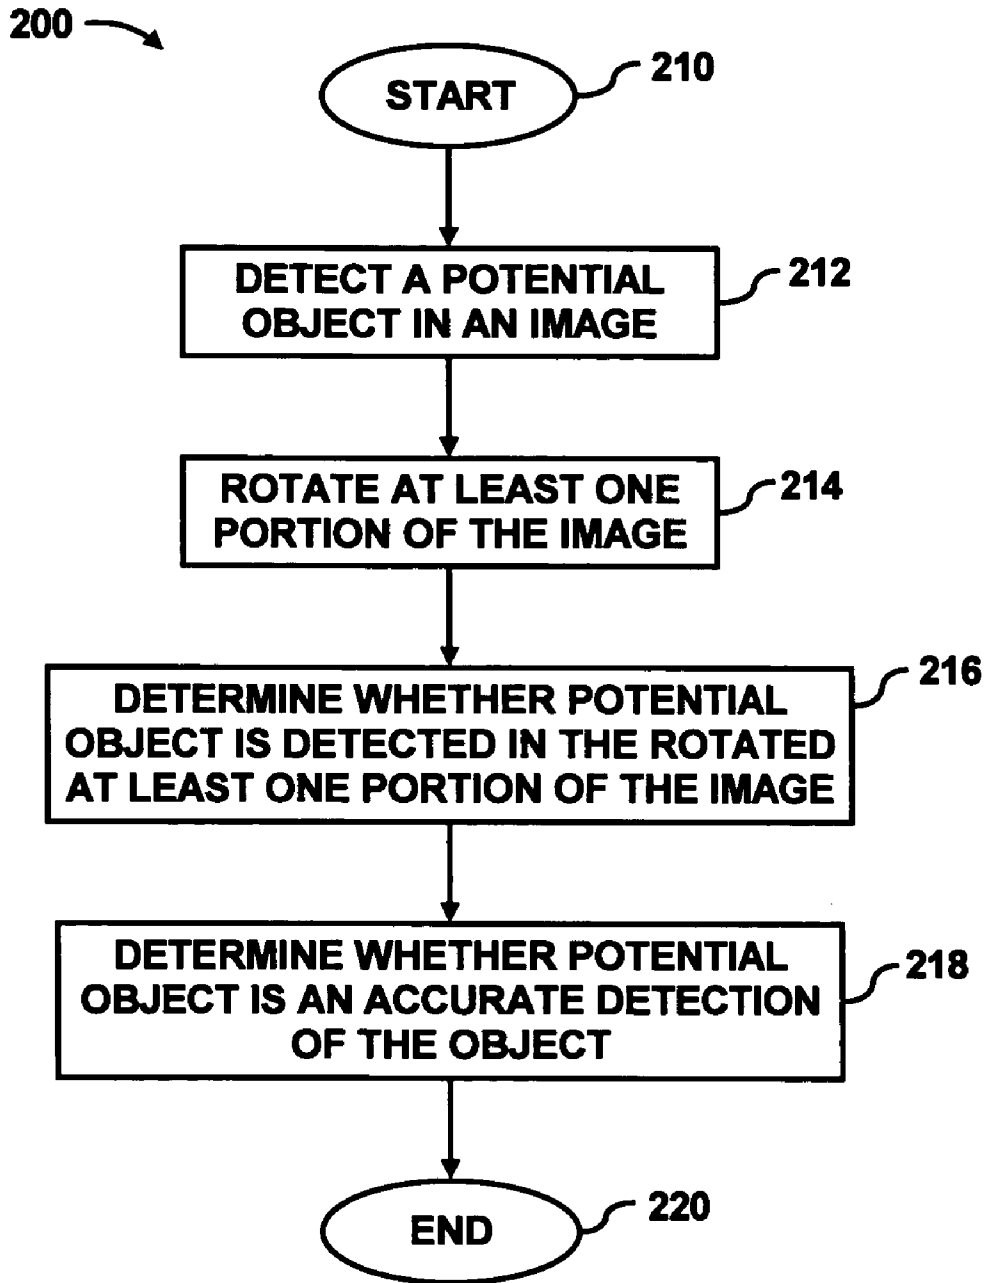 200
START
210
DETECT A POTENTIAL
OBJECT IN AN IMAGE
212
ROTATE AT LEAST ONE
PORTION OF THE IMAGE
214
DETERMINE WHETHER POTENTIAL
OBJECT IS DETECTED IN THE ROTATED
AT LEAST ONE PORTION OF THE IMAGE
216
DETERMINE WHETHER POTENTIAL
OBJECT IS AN ACCURATE DETECTION
OF THE OBJECT
218
END
220